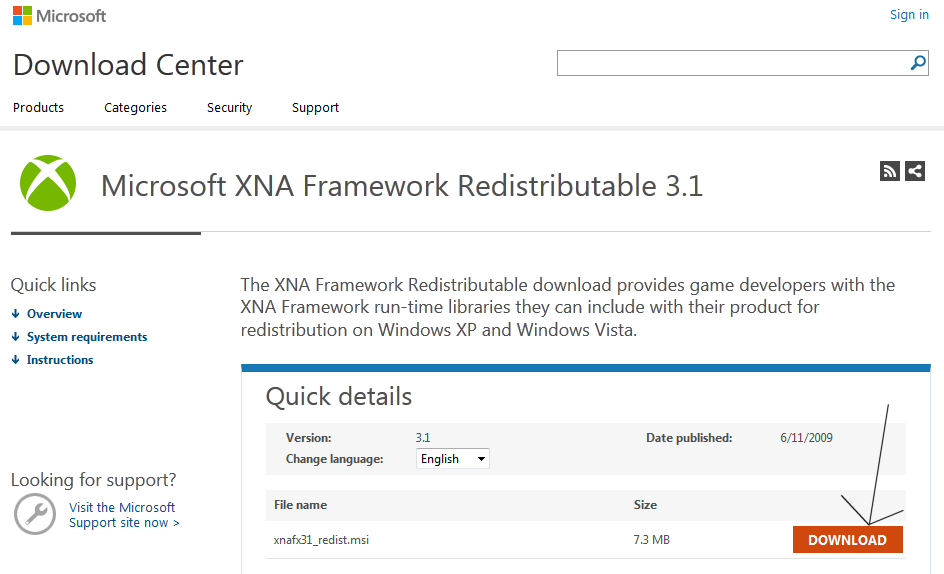 Microsoft
Sign in
Download Center
Products Categories Security Support
Microsoft XNA Framework Redistributable 3.1
Quick links
Overview
System requirements
Instructions
Looking for support?
Visit the Microsoft
Support site now >
The XNA Framework Redistributable download provides game developers with the
XNA Framework run-time libraries they can include with their product for
redistribution on Windows XP and Windows Vista.
Quick details
Version: 3.1 Date published: 6/11/2009
Change language: English
File name Size
xnafx31_redist.msi 7.3 MB DOWNLOAD